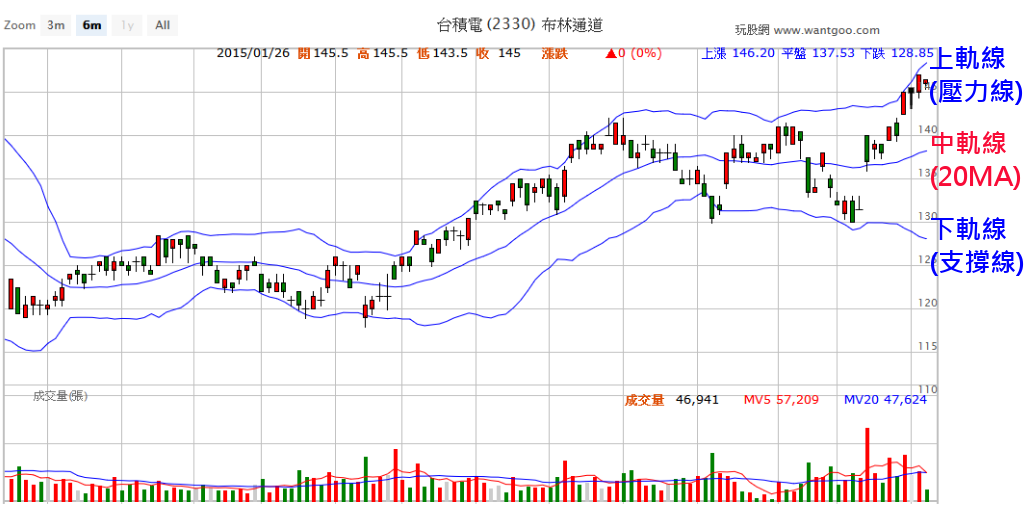 台積電 (2330) 布林通道
Zoom 3m 6m 1y All
玩股網 www.wantgoo.com
2015/01/26 開 145.5 高 145.5 低 143.5 收 145 漲跌 ▲0 (0%) 上漲 146.20 平盤 137.53 下跌 128.85
上軌線
(壓力線)
中軌線
(20MA)
下軌線
(支撐線)
145
140
135
130
125
120
115
110
成交量(張)
成交量 46,941 MV5 57,209 MV20 47,624